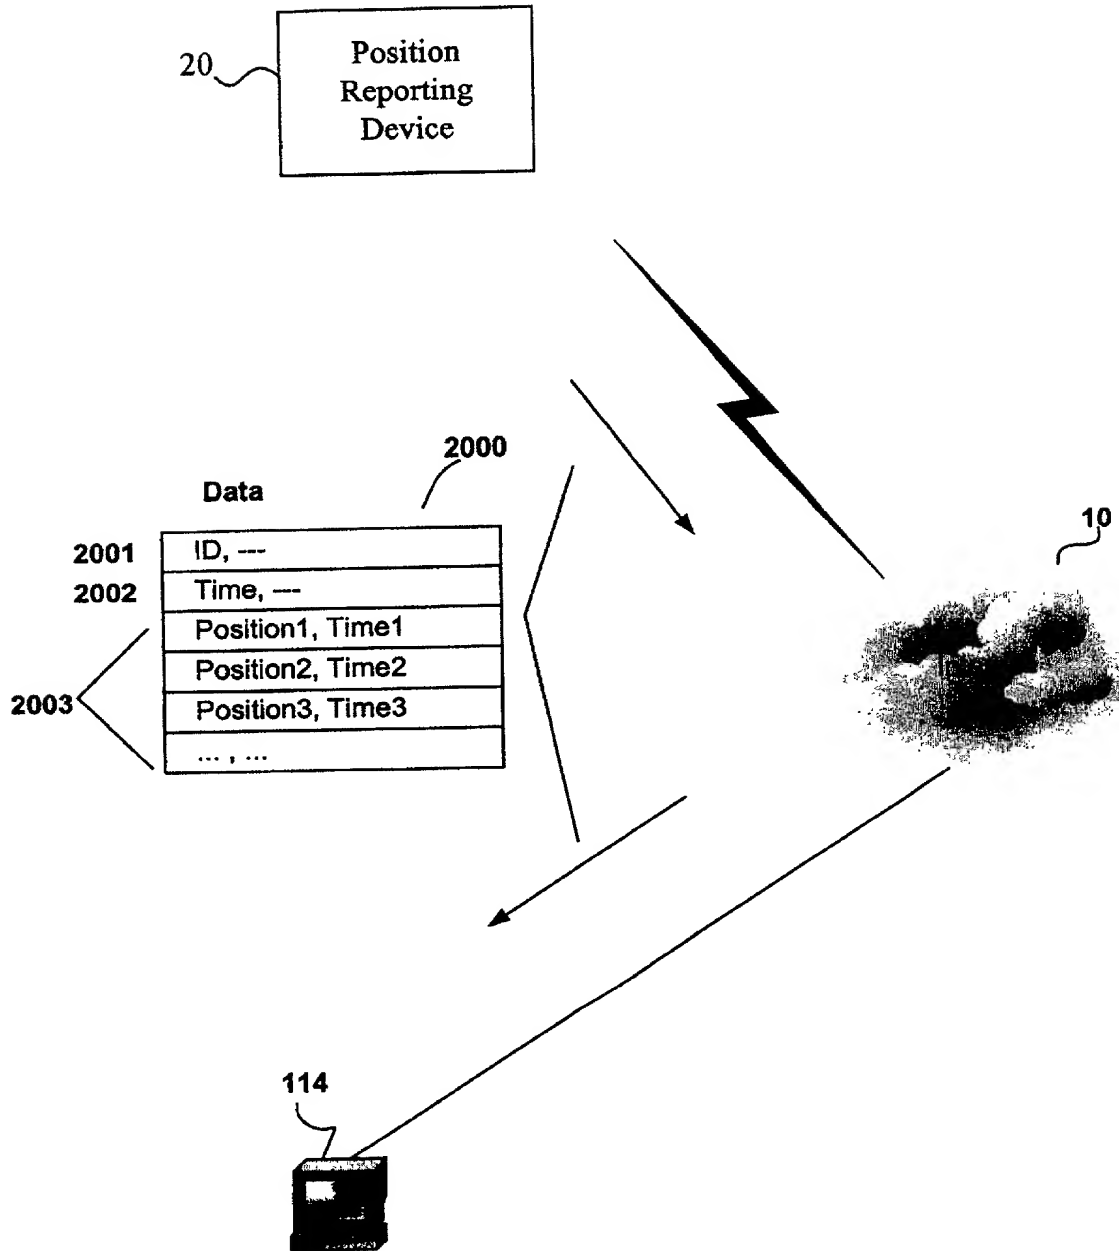 20
Position
Reporting
Device
2000
Data
2001
ID, ---
2002
Time, ---
Position1, Time1
Position2, Time2
2003
Position3, Time3
... , ...
10
114